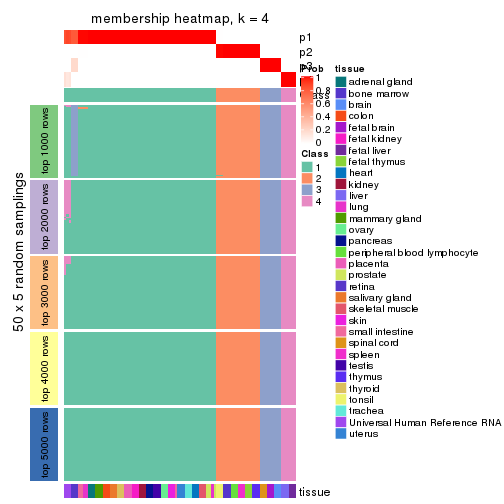 membership heatmap, k = 4
p1
p2
p3
Prob
1
0.8
0.6
0.4
0.2
0
Class
1
2
3
4
50 x 5 random samplings
top 1000 rows
top 2000 rows
top 3000 rows
top 4000 rows
top 5000 rows
tissue
tissue
adrenal gland
bone marrow
brain
colon
fetal brain
fetal kidney
fetal liver
fetal thymus
heart
kidney
liver
lung
mammary gland
ovary
pancreas
peripheral blood lymphocyte
placenta
prostate
retina
salivary gland
skeletal muscle
skin
small intestine
spinal cord
spleen
testis
thymus
thyroid
tonsil
trachea
Universal Human Reference RNA
uterus